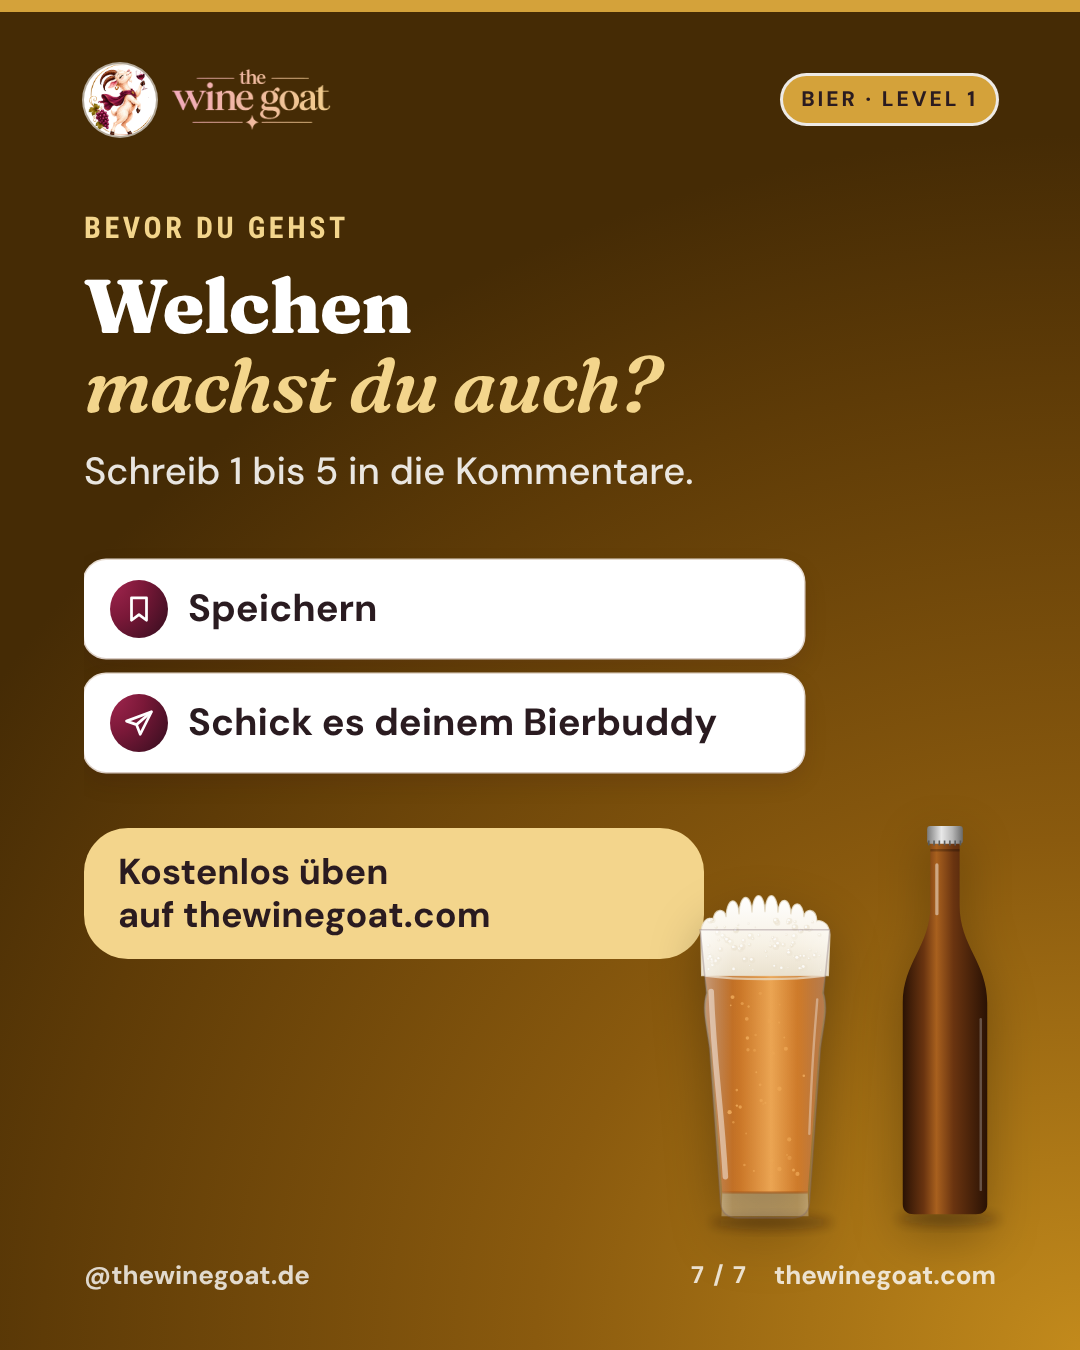 the
wine goat
BIER · LEVEL 1
BEVOR DU GEHST
Welchen
machst du auch?
Schreib 1 bis 5 in die Kommentare.
Speichern
Schick es deinem Bierbuddy
Kostenlos üben
auf thewinegoat.com
@thewinegoat.de
7 / 7 thewinegoat.com